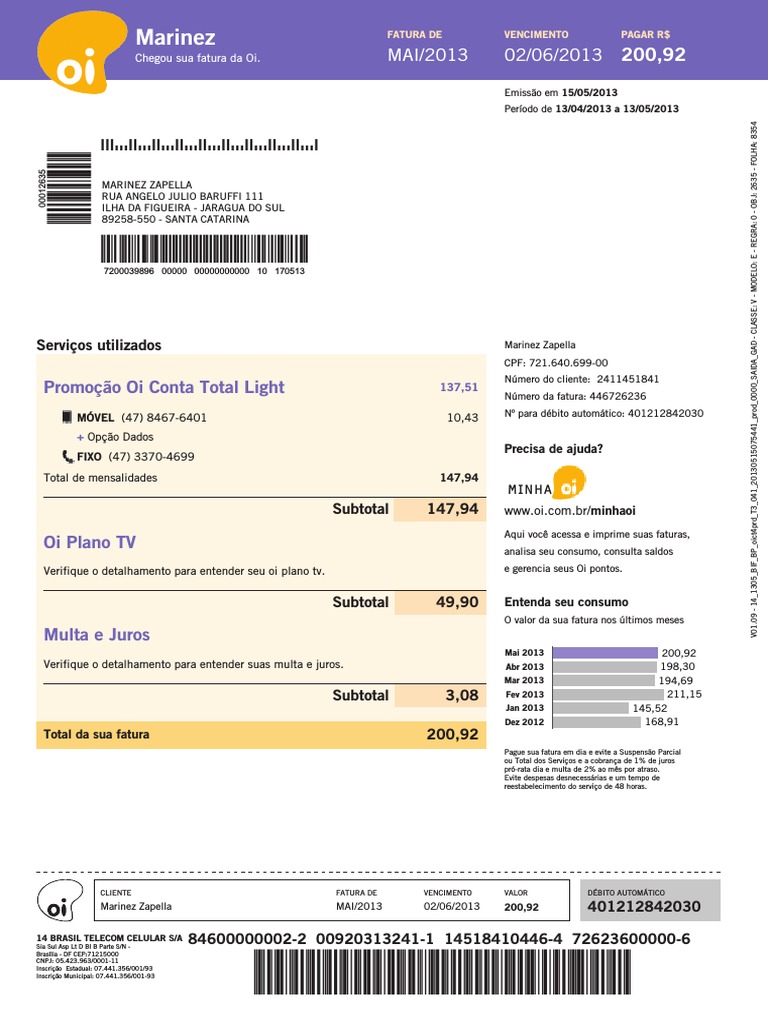 oi
Marinez
Chegou sua fatura da Oi.
FATURA DE
MAI/2013
VENCIMENTO
02/06/2013
PAGAR R$
200,92
Emissão em 15/05/2013
Período de 13/04/2013 a 13/05/2013
00012635
MARINEZ ZAPELLA
RUA ANGELO JULIO BARUFFI 111
ILHA DA FIGUEIRA - JARAGUA DO SUL
89258-550 - SANTA CATARINA
7200039896 00000 00000000000 10 170513
Serviços utilizados
Promoção Oi Conta Total Light 137,51
MÓVEL (47) 8467-6401 10,43
+ Opção Dados
FIXO (47) 3370-4699
Total de mensalidades 147,94
Subtotal 147,94
Oi Plano TV
Verifique o detalhamento para entender seu oi plano tv.
Subtotal 49,90
Multa e Juros
Verifique o detalhamento para entender suas multa e juros.
Subtotal 3,08
Total da sua fatura 200,92
Marinez Zapella
CPF: 721.640.699-00
Número do cliente: 2411451841
Número da fatura: 446726236
Nº para débito automático: 401212842030
Precisa de ajuda?
MINHA oi
www.oi.com.br/minhaoi
Aqui você acessa e imprime suas faturas,
analisa seu consumo, consulta saldos
e gerencia seus Oi pontos.
Entenda seu consumo
O valor da sua fatura nos últimos meses
Mai 2013 200,92
Abr 2013 198,30
Mar 2013 194,69
Fev 2013 211,15
Jan 2013 145,52
Dez 2012 168,91
Pague sua fatura em dia e evite a Suspensão Parcial
ou Total dos Serviços e a cobrança de 1% de juros
pró-rata dia e multa de 2% ao mês por atraso.
Evite despesas desnecessárias e um tempo de
reestabelecimento do serviço de 48 horas.
V01.09 - 14_1305_BIF_BP_oict4prd_T3_041_20130515075441_prod_0000_SAIDA_GAD - CLASSE: V - MODELO: E - REGRA: 0 - OBJ: 2635 - FOLHA: 8354
oi
CLIENTE
Marinez Zapella
FATURA DE
MAI/2013
VENCIMENTO
02/06/2013
VALOR
200,92
DÉBITO AUTOMÁTICO
401212842030
14 BRASIL TELECOM CELULAR S/A 84600000002-2 00920313241-1 14518410446-4 72623600000-6
Sia Sul Asp Lt D Bl B Parte S/N -
Brasília - DF CEP:71215000
CNPJ: 05.423.963/0001-11
Inscrição Estadual: 07.441.356/001/93
Inscrição Municipal: 07.441.356/001-93